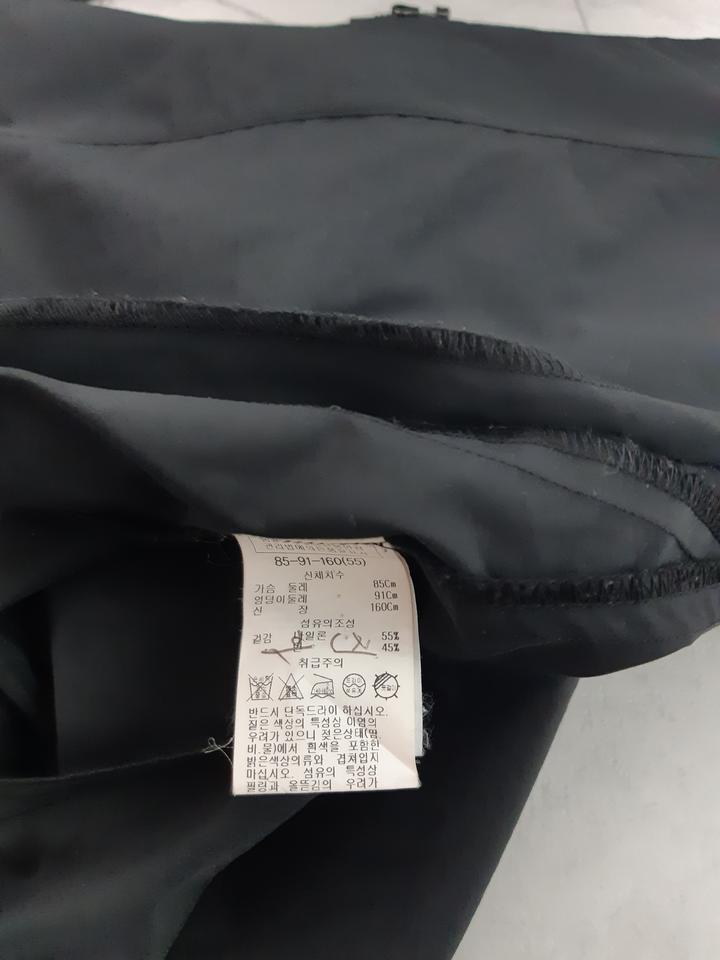 85-91-160(55)
신체치수
가슴 둘레 85Cm
엉덩이둘레 91Cm
신 장 160Cm
섬유의조성
겉감 나일론 55%
45%
취급주의
드라이
반드시 단독드라이 하십시오.
짙은 색상의 특성상 이염의
우려가 있으니 젖은상태(땀,
비,물)에서 흰색을 포함한
밝은색상의류와 겹쳐입지
마십시오. 섬유의 특성상
필링과 올뜯김의 우려가